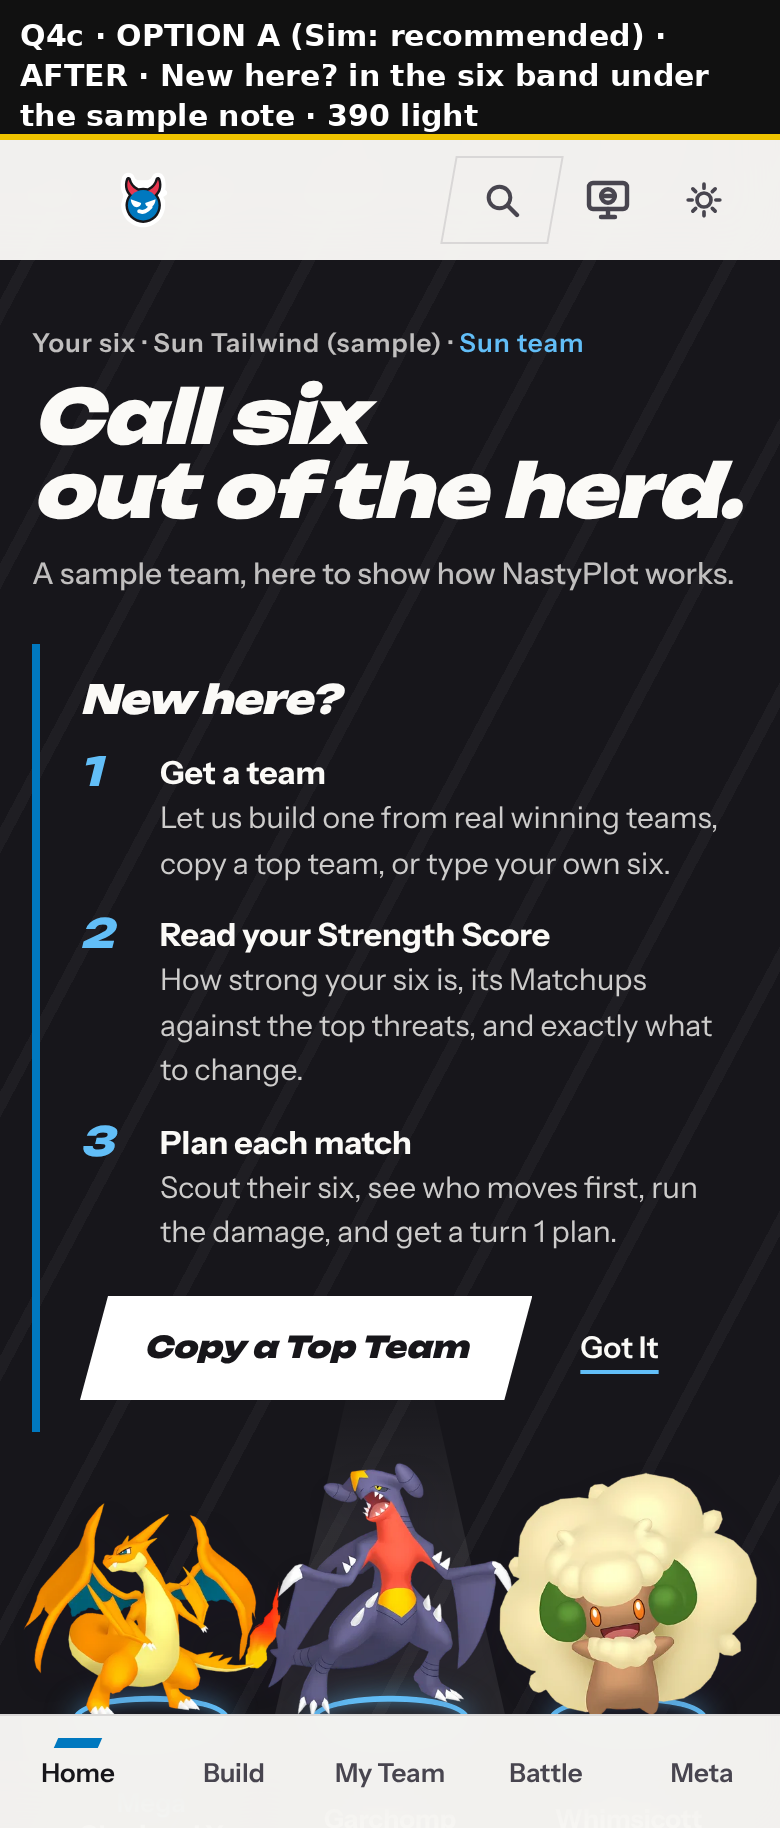 Q4c · OPTION A (Sim: recommended) ·
AFTER · New here? in the six band under
the sample note · 390 light
Your six · Sun Tailwind (sample) · Sun team
Call six
out of the herd.
A sample team, here to show how NastyPlot works.
New here?
1 Get a team
Let us build one from real winning teams,
copy a top team, or type your own six.
2 Read your Strength Score
How strong your six is, its Matchups
against the top threats, and exactly what
to change.
3 Plan each match
Scout their six, see who moves first, run
the damage, and get a turn 1 plan.
Copy a Top Team Got It
Home Build My Team Battle Meta
Garchomp Whimsicott